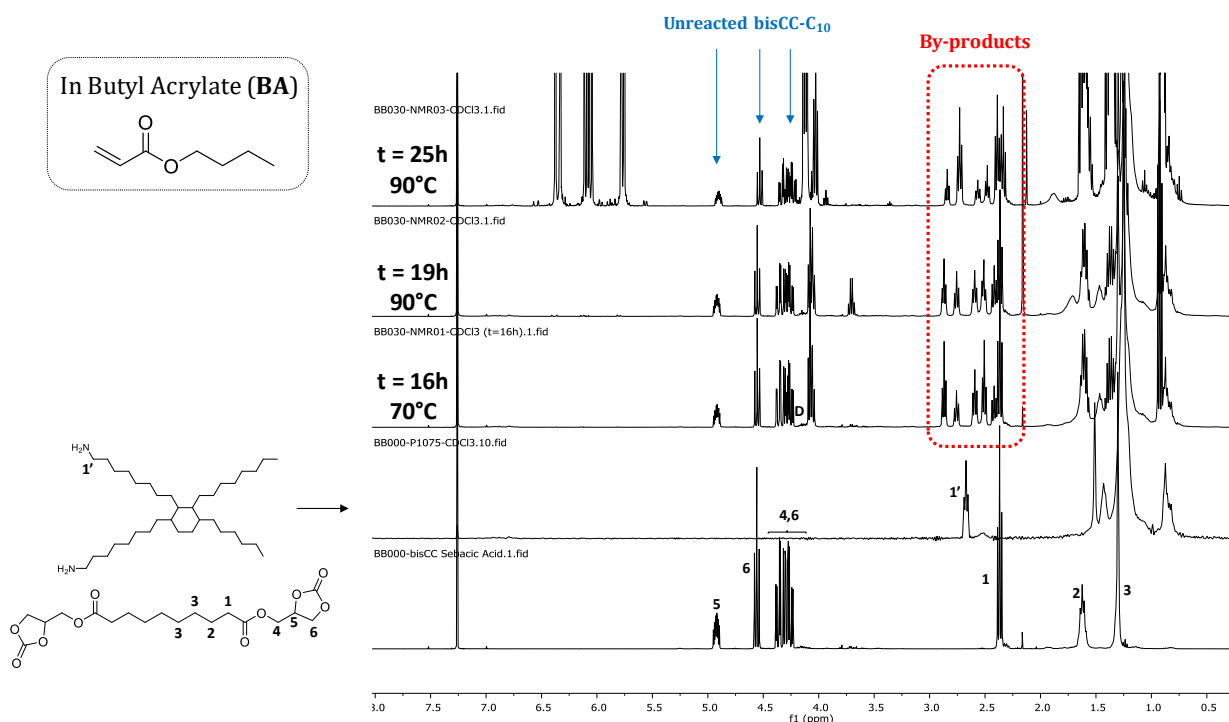 Unreacted bisCC-C10
By-products
In Butyl Acrylate (BA)
O
O
BB030-NMR03-CDCl3.1.fid
t = 25h
90°C
BB030-NMR02-CDCl3.1.fid
t = 19h
90°C
BB030-NMR01-CDCl3 (t=16h).1.fid
t = 16h
70°C
D
BB000-P1075-CDCl3.10.fid
H2N
1'
1'
H2N
4,6
BB000-bisCC Sebacic Acid.1.fid
6
5
1
2
3
O
O
O
O
O
O
3
3
2
1
O
O
4
5
O
O
O
6
8.0 7.5 7.0 6.5 6.0 5.5 5.0 4.5 4.0 3.5 3.0 2.5 2.0 1.5 1.0 0.5
f1 (ppm)